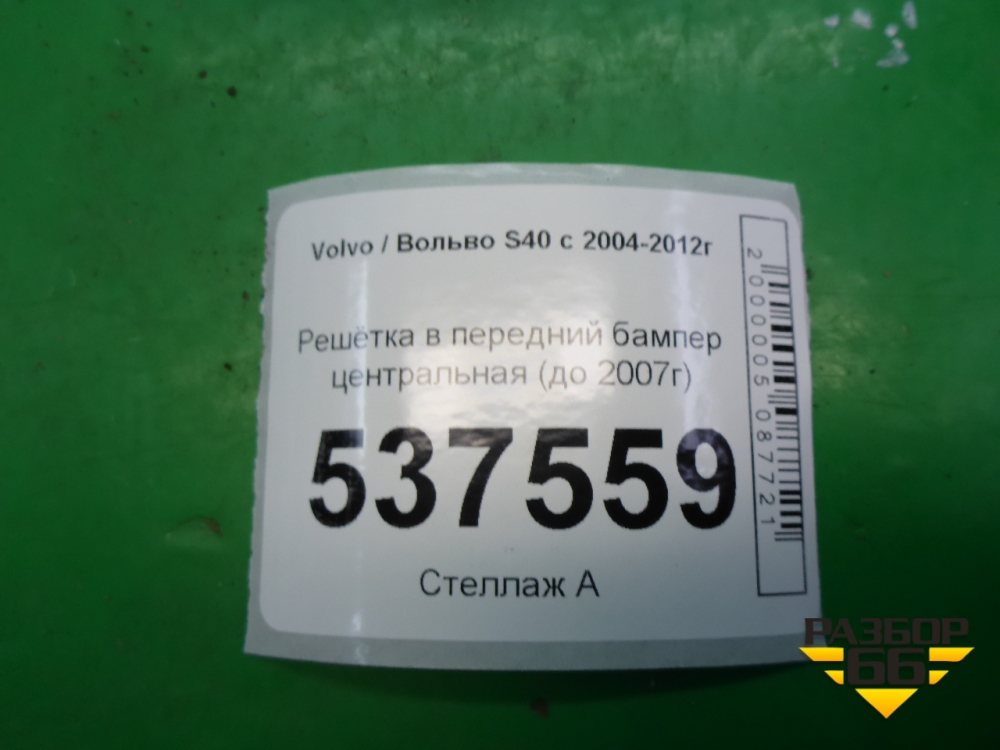 Volvo / Вольво S40 с 2004-2012г
Решётка в передний бампер
центральная (до 2007г)
537559
Стеллаж А
2000005087721
РАЗБОР
66